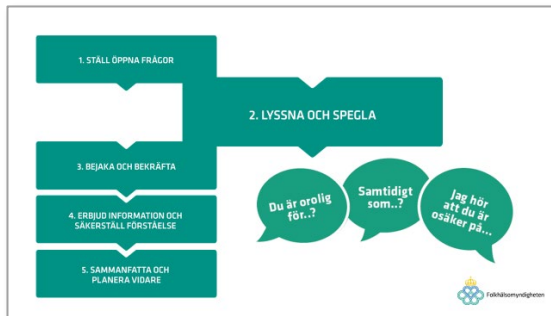 1. STÄLL ÖPPNA FRÅGOR
2. LYSSNA OCH SPEGLA
3. BEJAKA OCH BEKRÄFTA
4. ERBJUD INFORMATION OCH
SÄKERSTÄLL FÖRSTÅELSE
5. SAMMANFATTA OCH
PLANERA VIDARE
Du är orolig
för..?
Samtidigt
som..?
Jag hör
att du är
osäker på...
Folkhälsomyndigheten